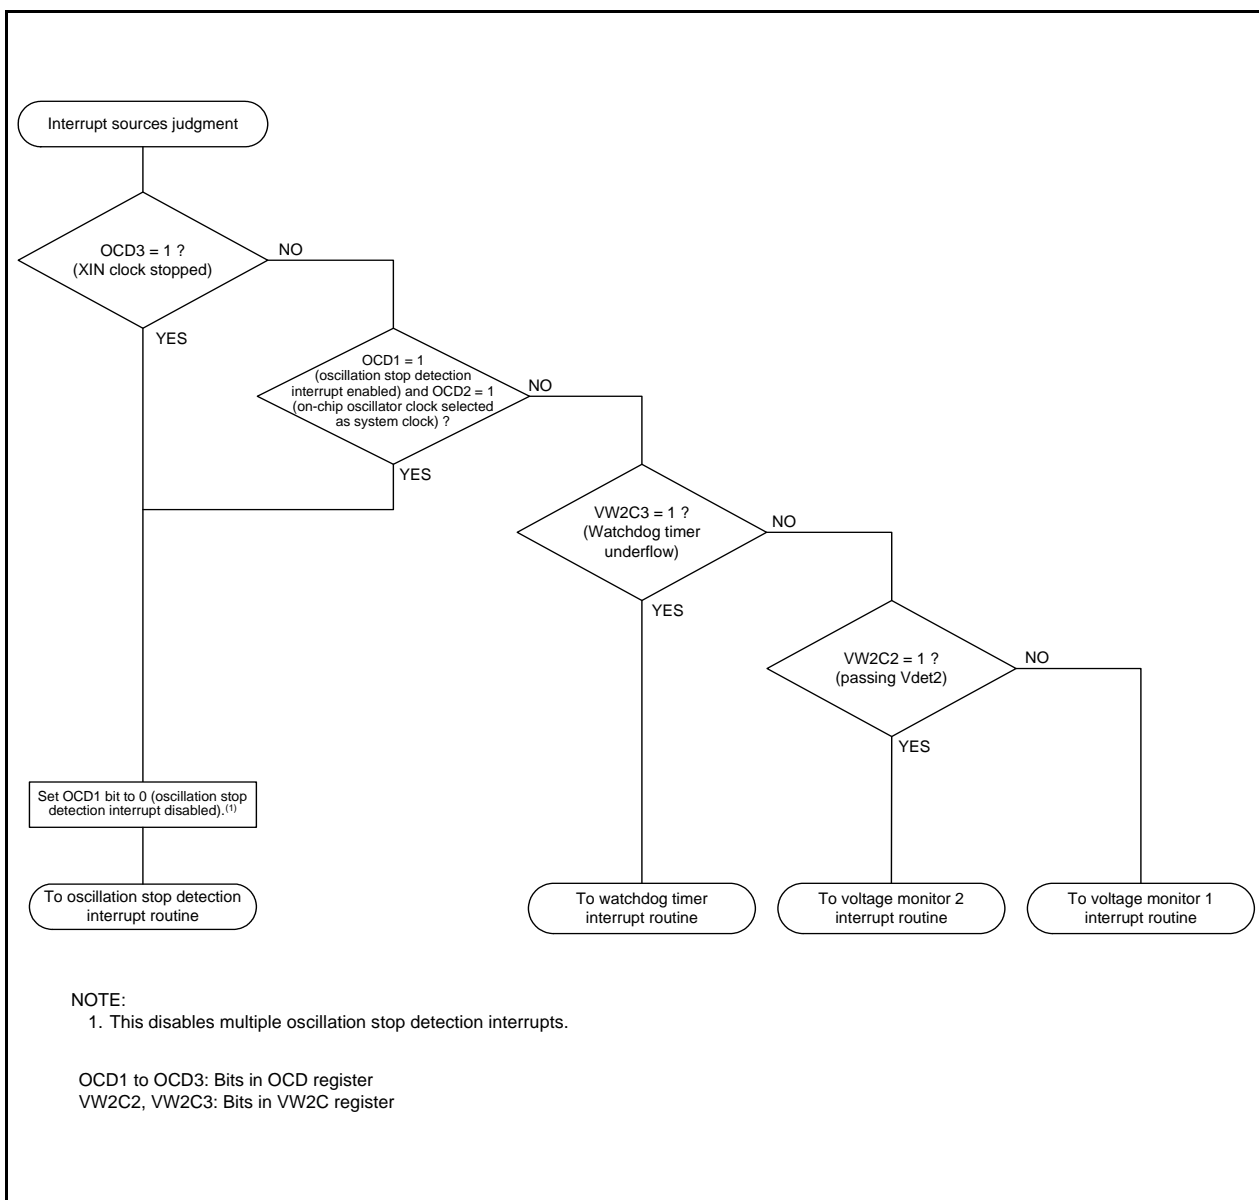 Interrupt sources judgment
OCD3 = 1 ?
(XIN clock stopped)
NO
YES
OCD1 = 1
(oscillation stop detection
interrupt enabled) and OCD2 = 1
(on-chip oscillator clock selected
as system clock) ?
NO
YES
VW2C3 = 1 ?
(Watchdog timer
underflow)
NO
YES
VW2C2 = 1 ?
(passing Vdet2)
NO
YES
Set OCD1 bit to 0 (oscillation stop
detection interrupt disabled).(1)
To oscillation stop detection
interrupt routine
To watchdog timer
interrupt routine
To voltage monitor 2
interrupt routine
To voltage monitor 1
interrupt routine
NOTE:
1. This disables multiple oscillation stop detection interrupts.
OCD1 to OCD3: Bits in OCD register
VW2C2, VW2C3: Bits in VW2C register